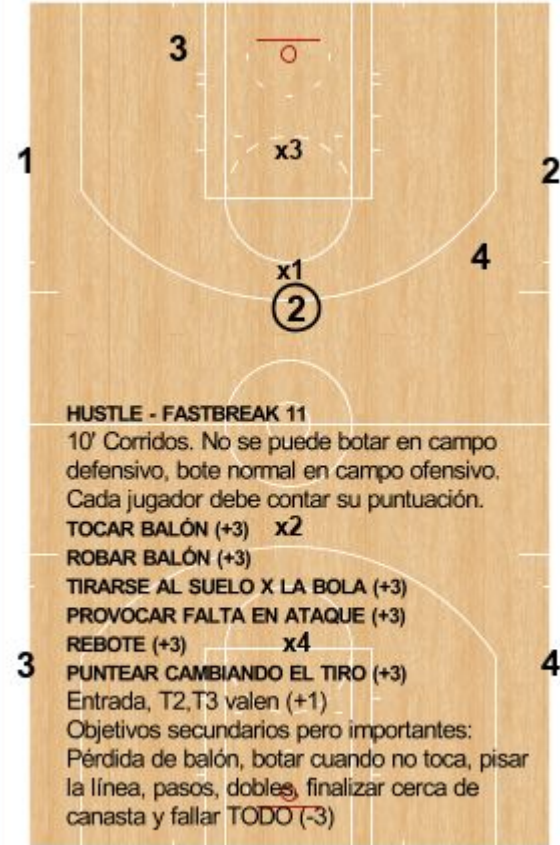 3
x3
1
2
4
x1
2
HUSTLE - FASTBREAK 11
10' Corridos. No se puede botar en campo
defensivo, bote normal en campo ofensivo.
Cada jugador debe contar su puntuación.
TOCAR BALÓN (+3) x2
ROBAR BALÓN (+3)
TIRARSE AL SUELO X LA BOLA (+3)
PROVOCAR FALTA EN ATAQUE (+3)
REBOTE (+3) x4
3
4
PUNTEAR CAMBIANDO EL TIRO (+3)
Entrada, T2,T3 valen (+1)
Objetivos secundarios pero importantes:
Pérdida de balón, botar cuando no toca, pisar
la línea, pasos, dobles, finalizar cerca de
canasta y fallar TODO (-3)